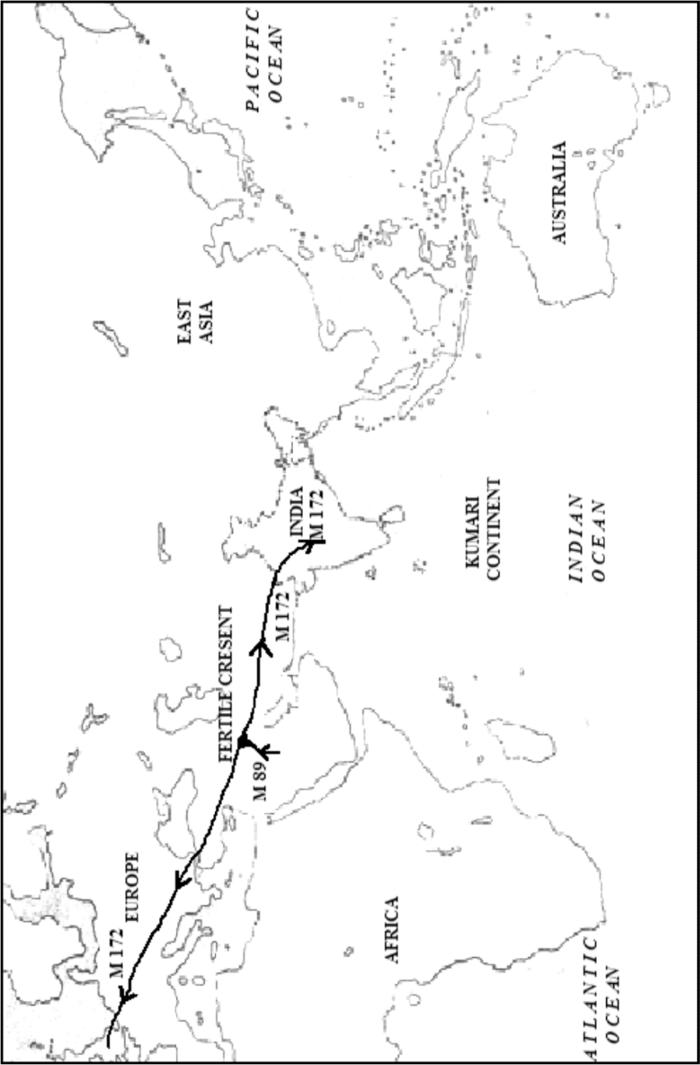 M 172
EUROPE
EAST
ASIA
FERTILE CRESENT
PACIFIC
OCEAN
M 89
M 172
INDIA
M 172
AFRICA
KUMARI
CONTINENT
AUSTRALIA
INDIAN
OCEAN
ATLANTIC
OCEAN